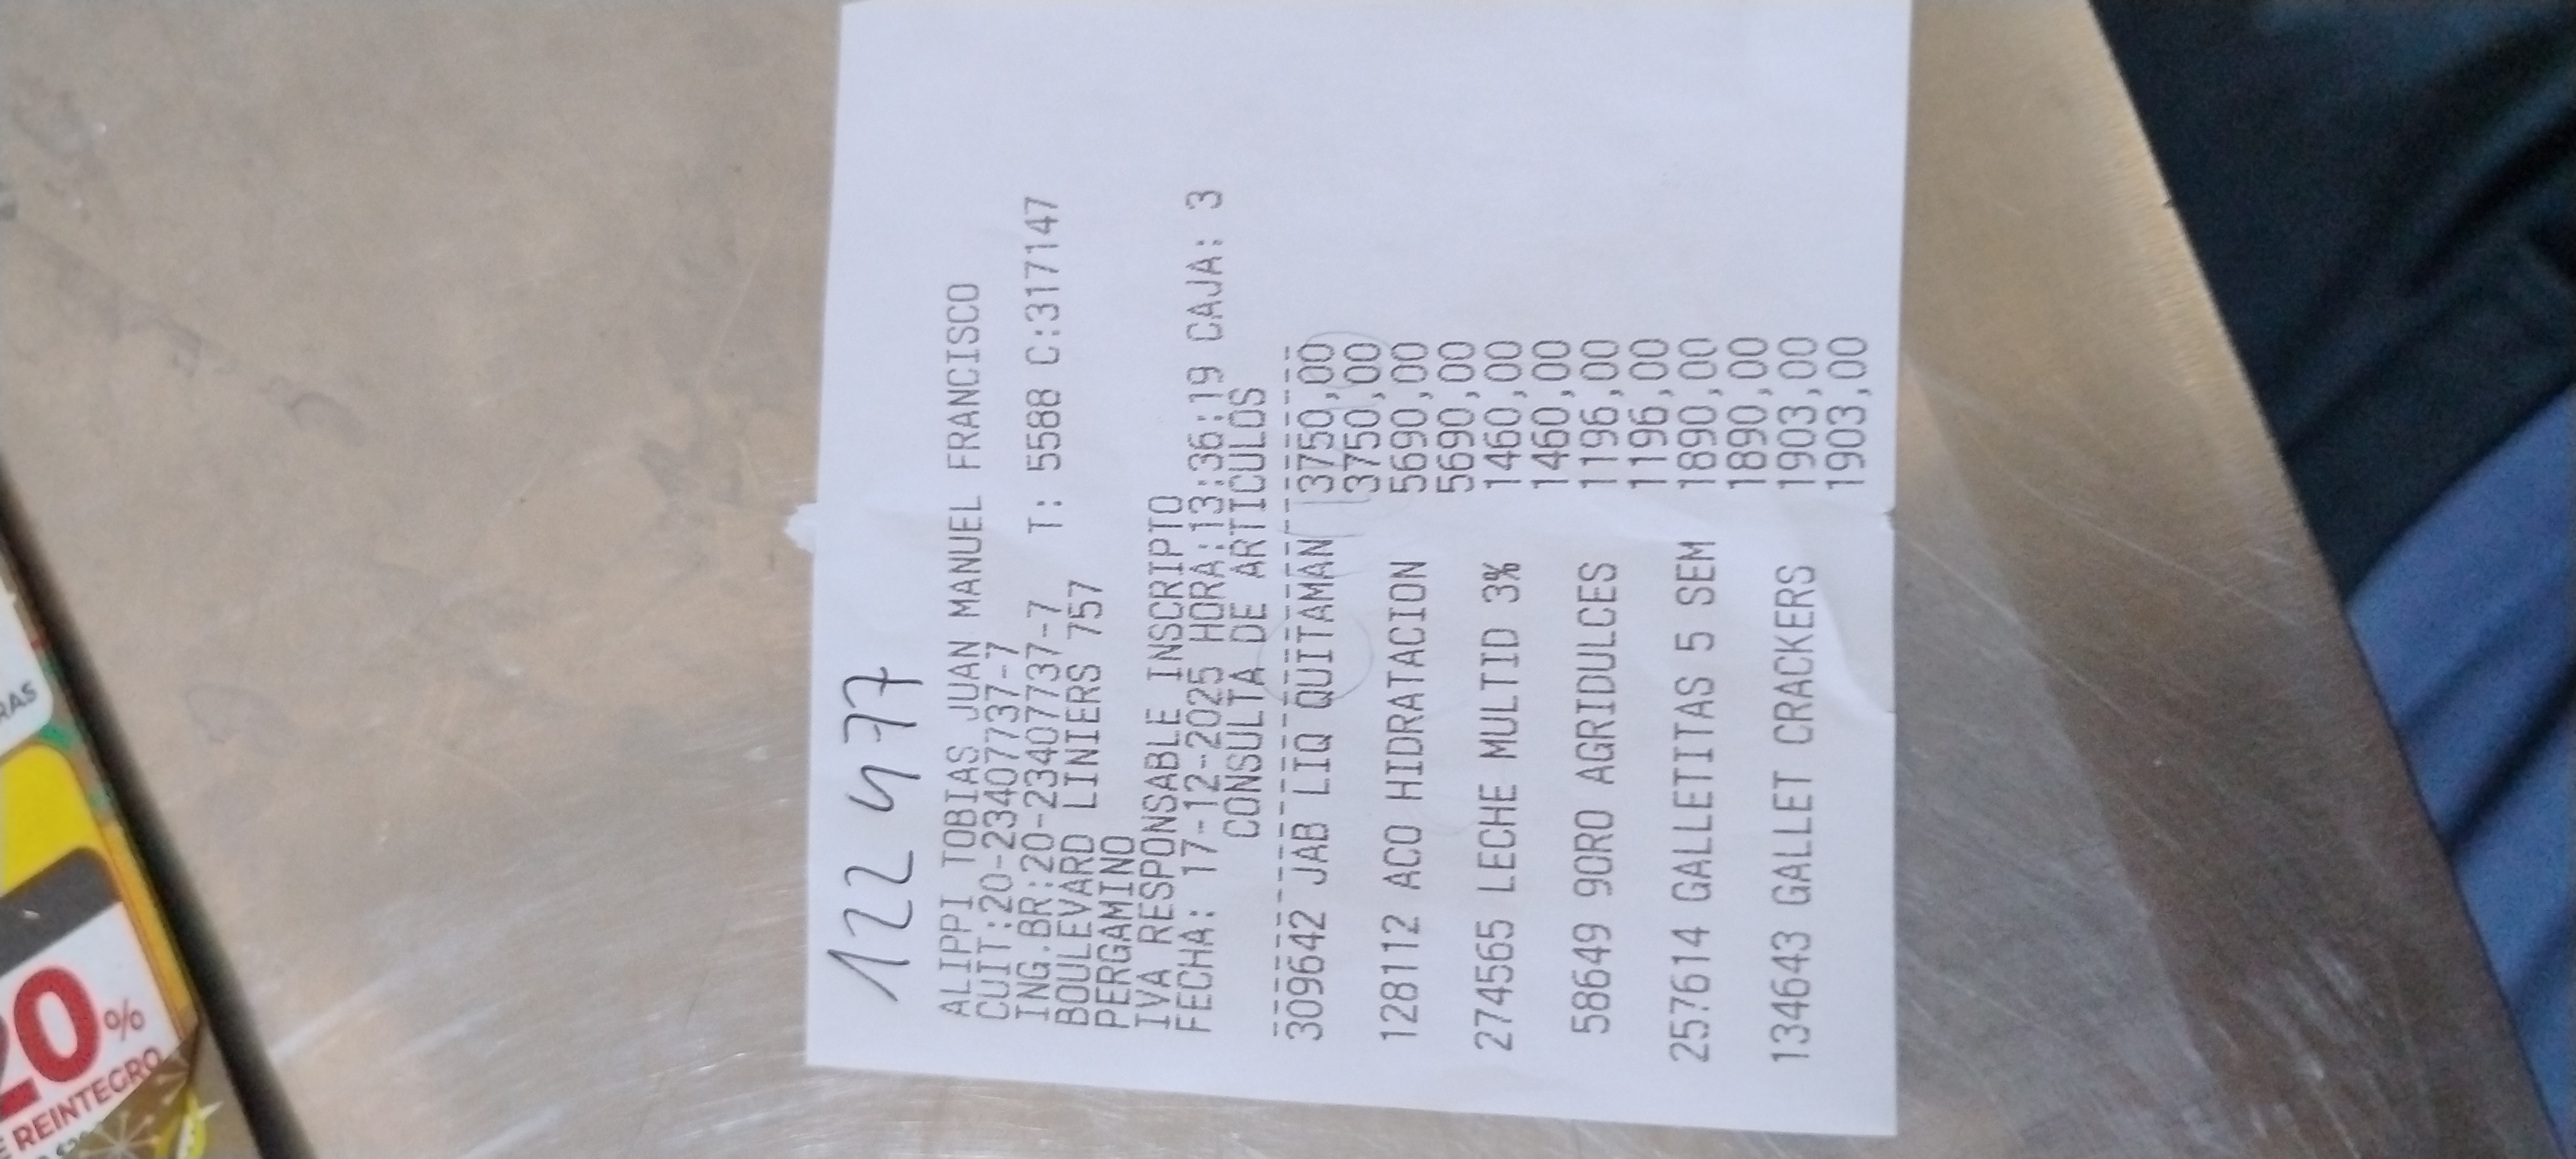 122477
ALIPPI TOBIAS JUAN MANUEL FRANCISCO
CUIT:20-23407737-7
ING.BR:20-23407737-7 T: 5588 C:317147
BOULEVARD LINIERS 757
PERGAMINO
IVA RESPONSABLE INSCRIPTO
FECHA: 17-12-2025 HORA:13:36:19 CAJA: 3
CONSULTA DE ARTICULOS
309642 JAB LIQ QUITAMAN 3750,00
3750,00
128112 ACO HIDRATACION 5690,00
5690,00
274565 LECHE MULTID 3% 1460,00
1460,00
58649 9ORO AGRIDULCES 1196,00
1196,00
257614 GALLETITAS 5 SEM 1890,00
1890,00
134643 GALLET CRACKERS 1903,00
1903,00
20%
REINTEGRO